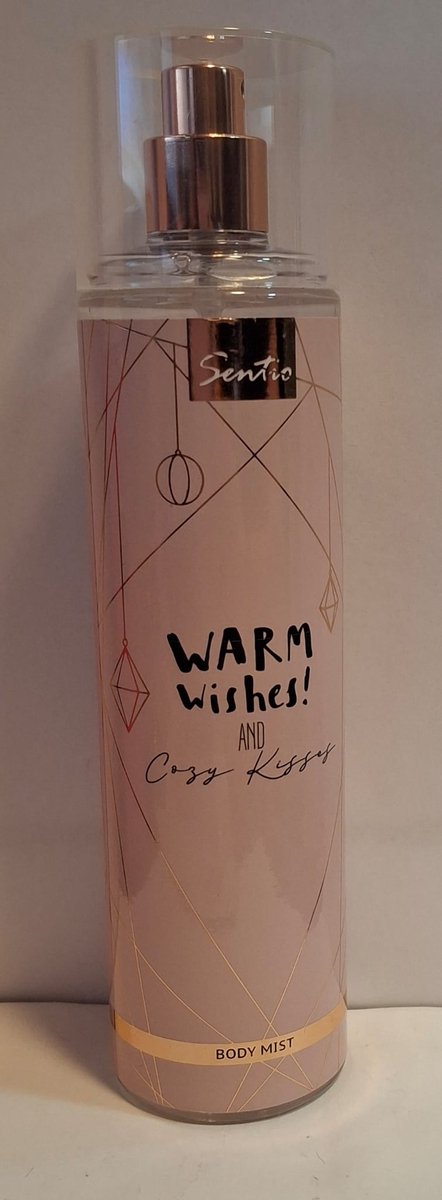 Sentio
WARM
Wishes!
AND
Cozy Kisses
BODY MIST